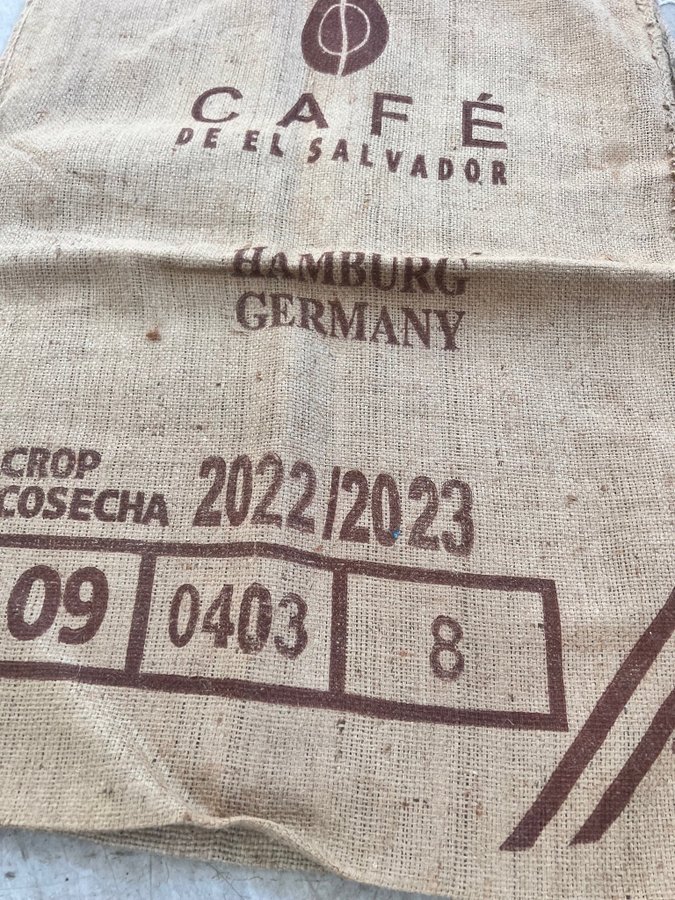 CAFÉ
DE EL SALVADOR
HAMBURG
GERMANY
CROP
COSECHA 2022/2023
09 0403 8